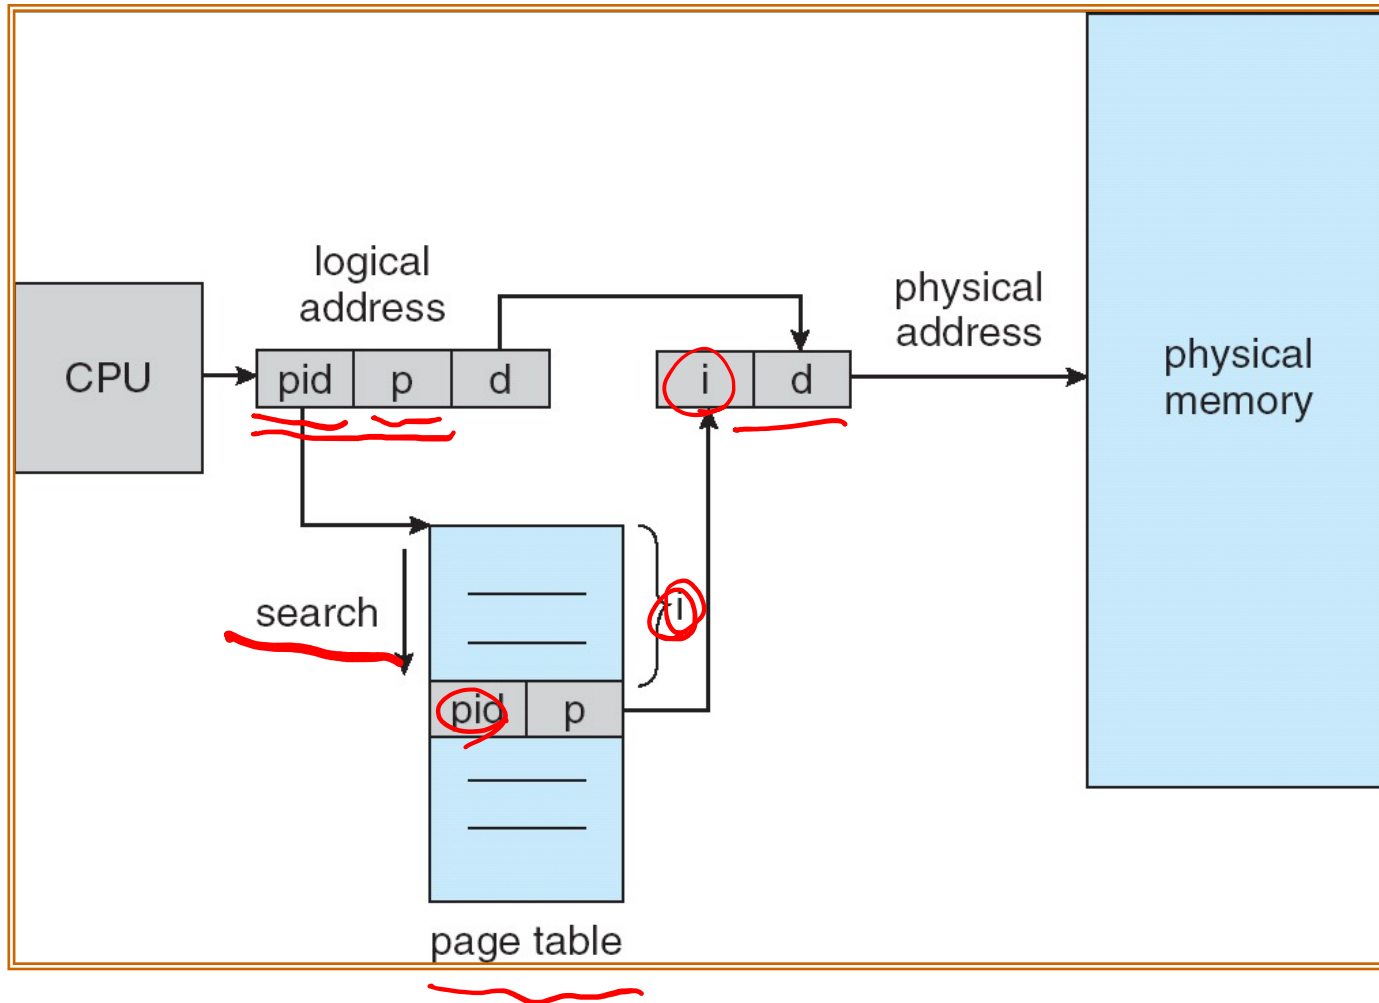 logical
address
physical
address
CPU
pid p d
i d
physical
memory
search
i
pid p
page table